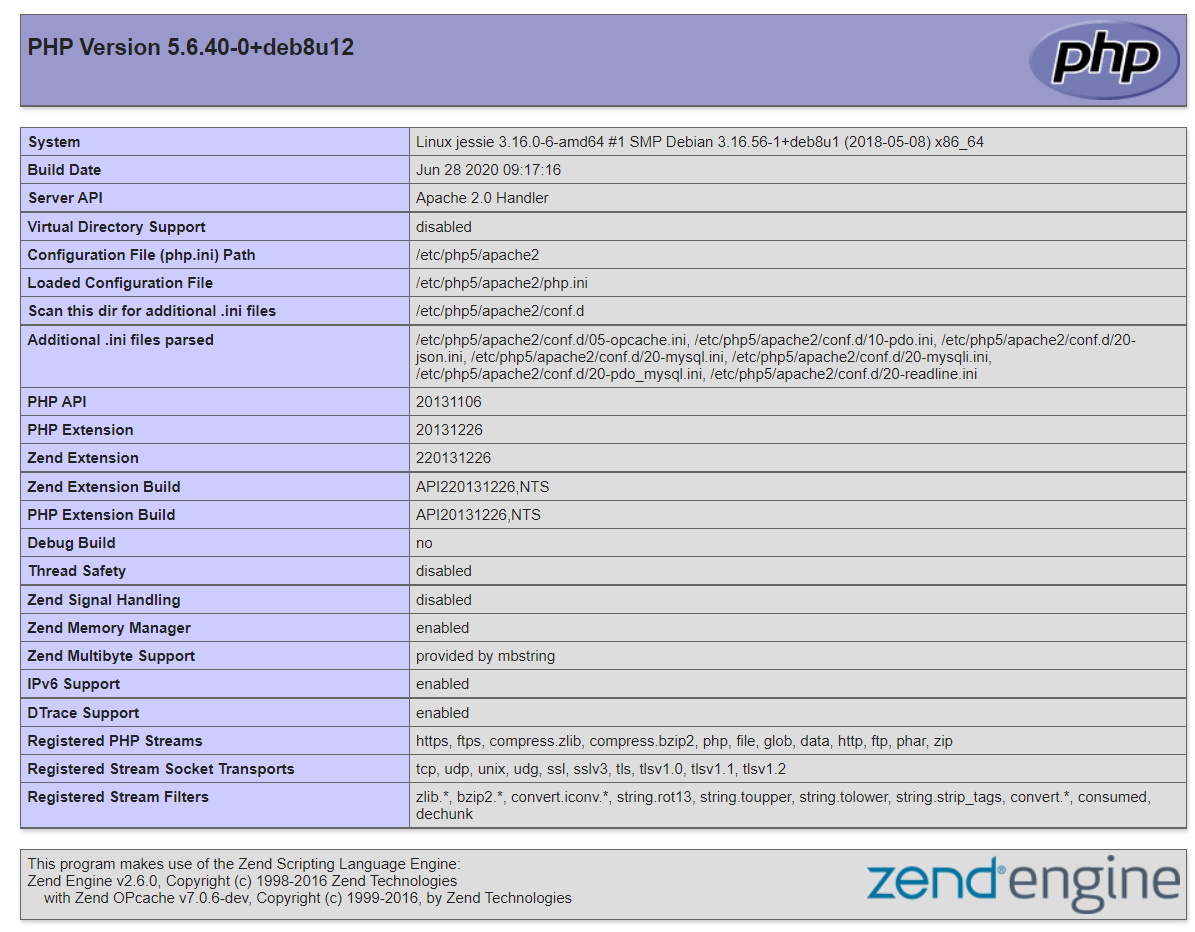 PHP Version 5.6.40-0+deb8u12
php
System Linux jessie 3.16.0-6-amd64 #1 SMP Debian 3.16.56-1+deb8u1 (2018-05-08) x86_64
Build Date Jun 28 2020 09:17:16
Server API Apache 2.0 Handler
Virtual Directory Support disabled
Configuration File (php.ini) Path /etc/php5/apache2
Loaded Configuration File /etc/php5/apache2/php.ini
Scan this dir for additional .ini files /etc/php5/apache2/conf.d
Additional .ini files parsed /etc/php5/apache2/conf.d/05-opcache.ini, /etc/php5/apache2/conf.d/10-pdo.ini, /etc/php5/apache2/conf.d/20-
json.ini, /etc/php5/apache2/conf.d/20-mysql.ini, /etc/php5/apache2/conf.d/20-mysqli.ini,
/etc/php5/apache2/conf.d/20-pdo_mysql.ini, /etc/php5/apache2/conf.d/20-readline.ini
PHP API 20131106
PHP Extension 20131226
Zend Extension 220131226
Zend Extension Build API220131226,NTS
PHP Extension Build API20131226,NTS
Debug Build no
Thread Safety disabled
Zend Signal Handling disabled
Zend Memory Manager enabled
Zend Multibyte Support provided by mbstring
IPv6 Support enabled
DTrace Support enabled
Registered PHP Streams https, ftps, compress.zlib, compress.bzip2, php, file, glob, data, http, ftp, phar, zip
Registered Stream Socket Transports tcp, udp, unix, udg, ssl, sslv3, tls, tlsv1.0, tlsv1.1, tlsv1.2
Registered Stream Filters zlib.*, bzip2.*, convert.iconv.*, string.rot13, string.toupper, string.tolower, string.strip_tags, convert.*, consumed,
dechunk
This program makes use of the Zend Scripting Language Engine:
Zend Engine v2.6.0, Copyright (c) 1998-2016 Zend Technologies
with Zend OPcache v7.0.6-dev, Copyright (c) 1999-2016, by Zend Technologies
zend® engine